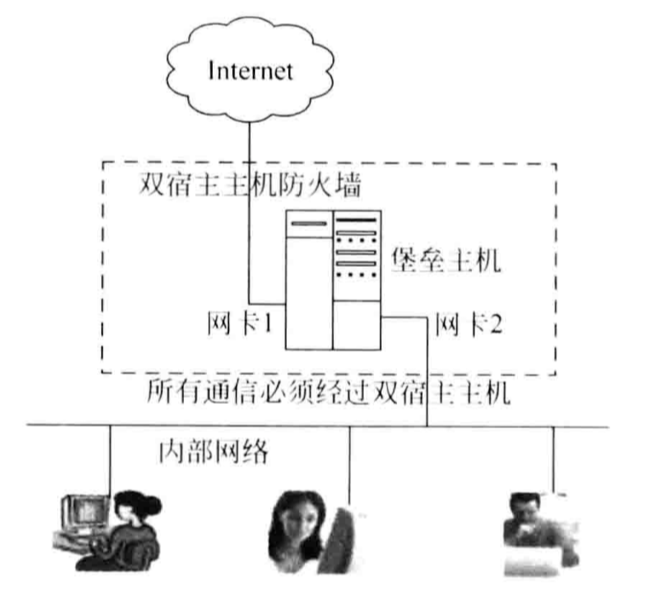 Internet
双宿主主机防火墙
堡垒主机
网卡1
网卡2
所有通信必须经过双宿主主机
内部网络